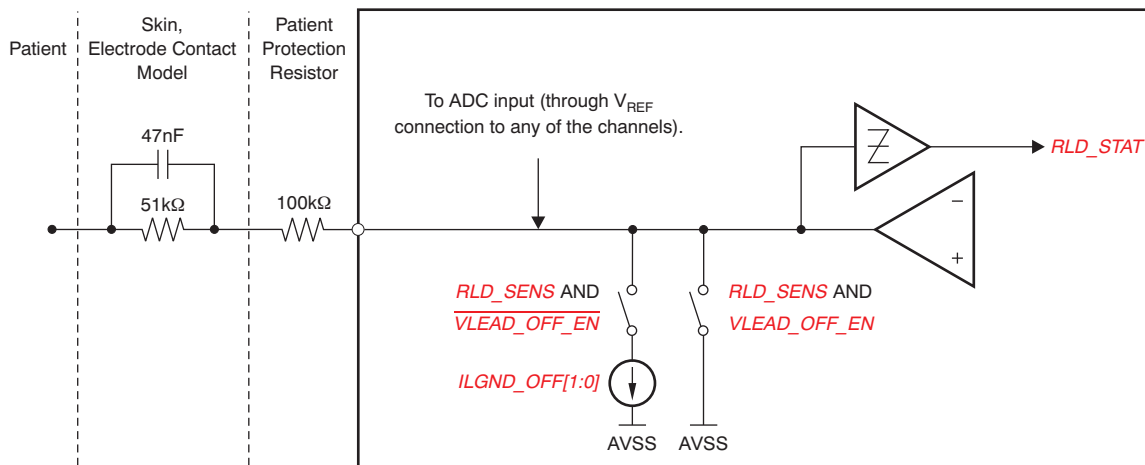 Patient
Skin,
Electrode Contact
Model
Patient
Protection
Resistor
To ADC input (through VREF
connection to any of the channels).
47nF
51kΩ
100kΩ
RLD_STAT
−
+
RLD_SENS AND
VLEAD_OFF_EN
RLD_SENS AND
VLEAD_OFF_EN
ILGND_OFF[1:0]
AVSS
AVSS